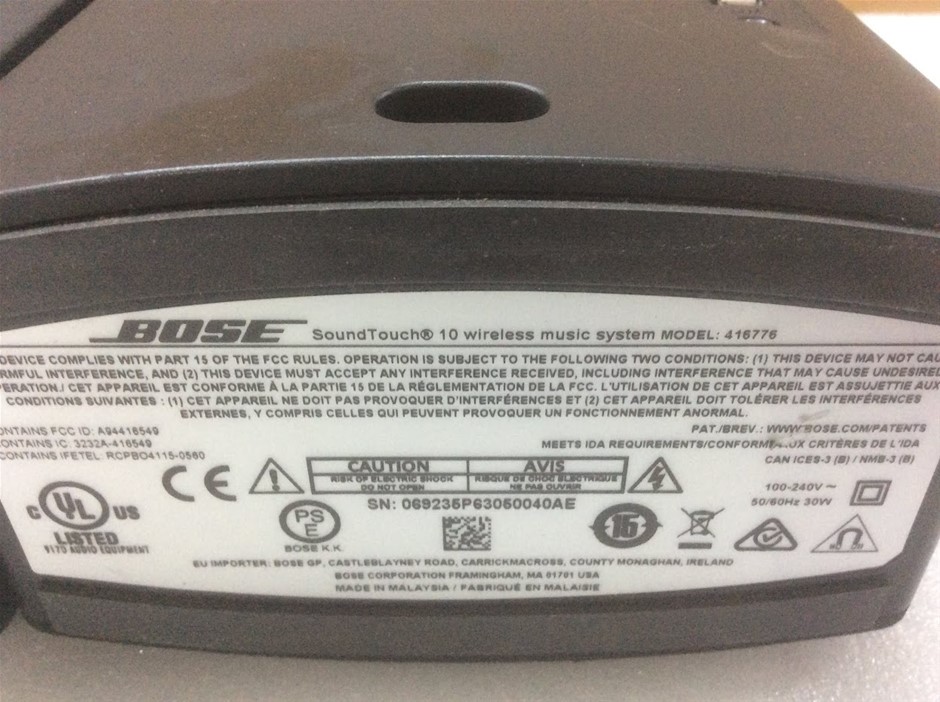 BOSE SoundTouch® 10 wireless music system MODEL: 416776
DEVICE COMPLIES WITH PART 15 OF THE FCC RULES. OPERATION IS SUBJECT TO THE FOLLOWING TWO CONDITIONS: (1) THIS DEVICE MAY NOT CAU
RMFUL INTERFERENCE, AND (2) THIS DEVICE MUST ACCEPT ANY INTERFERENCE RECEIVED, INCLUDING INTERFERENCE THAT MAY CAUSE UNDESIRED
PERATION./ CET APPAREIL EST CONFORME À LA PARTIE 15 DE LA RÉGLEMENTATION DE LA FCC. L'UTILISATION DE CET APPAREIL EST ASSUJETTIE AUX
CONDITIONS SUIVANTES : (1) CET APPAREIL NE DOIT PAS PROVOQUER D'INTERFÉRENCES ET (2) CET APPAREIL DOIT TOLÉRER LES INTERFÉRENCES
EXTERNES, Y COMPRIS CELLES QUI PEUVENT PROVOQUER UN FONCTIONNEMENT ANORMAL.
ONTAINS FCC ID: A94416549
CONTAINS IC: 3232A-416549
CONTAINS IFETEL: RCPBO4115-0560
PAT./BREV.: WWW.BOSE.COM/PATENTS
MEETS IDA REQUIREMENTS/CONFORME AUX CRITÈRES DE L'IDA
CAN ICES-3 (B) / NMB-3 (B)
CE
CAUTION
RISK OF ELECTRIC SHOCK
DO NOT OPEN
AVIS
RISQUE DE CHOC ELECTRIQUE
NE PAS OUVRIR
100-240V~
50/60Hz 30W
SN: 069235P63050040AE
C UL US
LISTED
917D AUDIO EQUIPMENT
PS
E
BOSE K.K.
15
EU IMPORTER: BOSE GP, CASTLEBLAYNEY ROAD, CARRICKMACROSS, COUNTY MONAGHAN, IRELAND
BOSE CORPORATION FRAMINGHAM, MA 01701 USA
MADE IN MALAYSIA / FABRIQUÉ EN MALAISIE